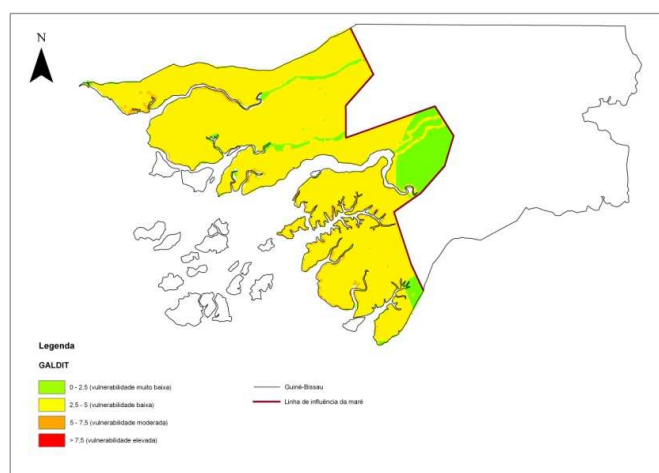 N
Legenda
GALDIT
0 - 2,5 (vulnerabilidade muito baixa)
2,5 - 5 (vulnerabilidade baixa)
5 - 7,5 (vulnerabilidade moderada)
> 7,5 (vulnerabilidade elevada)
Guiné-Bissau
Linha de influência da maré